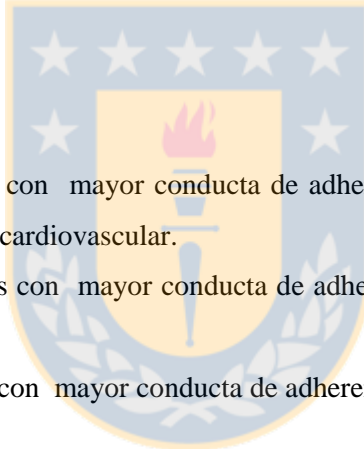 con mayor conducta de adhe
cardiovascular.
s con mayor conducta de adhe
con mayor conducta de adhere